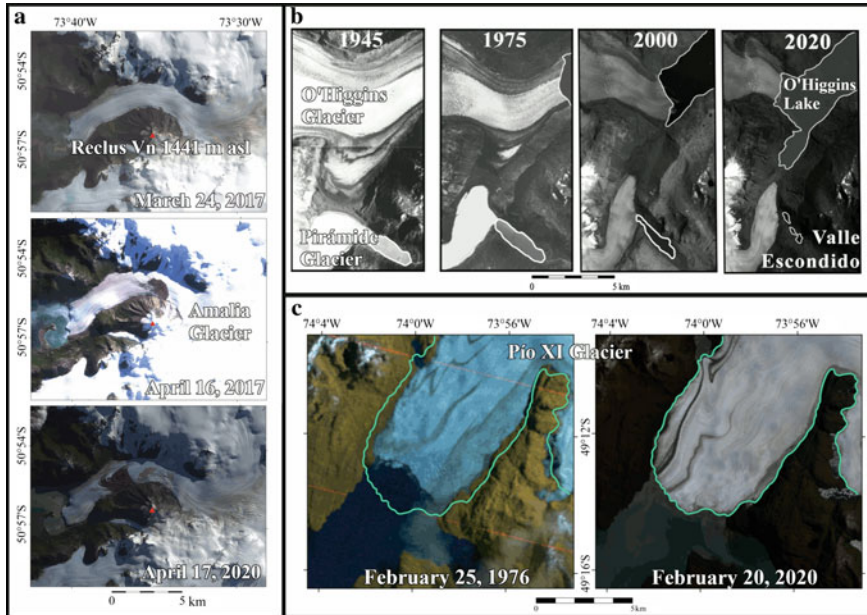 a
73°40'W
73°30'W
50°54'S
50°57'S
Reclus Vn 1441 m asl
March 24, 2017
50°54'S
50°57'S
Amalia
Glacier
April 16, 2017
50°54'S
50°57'S
April 17, 2020
0
5 km
b
1945
1975
2000
2020
O'Higgins
Glacier
O'Higgins
Lake
Pirámide
Glacier
Valle
Escondido
0
5 km
c
74°4'W
74°0'W
73°56'W
74°4'W
74°0'W
73°56'W
Pío XI Glacier
49°12'S
49°16'S
February 25, 1976
February 20, 2020
0
5 km